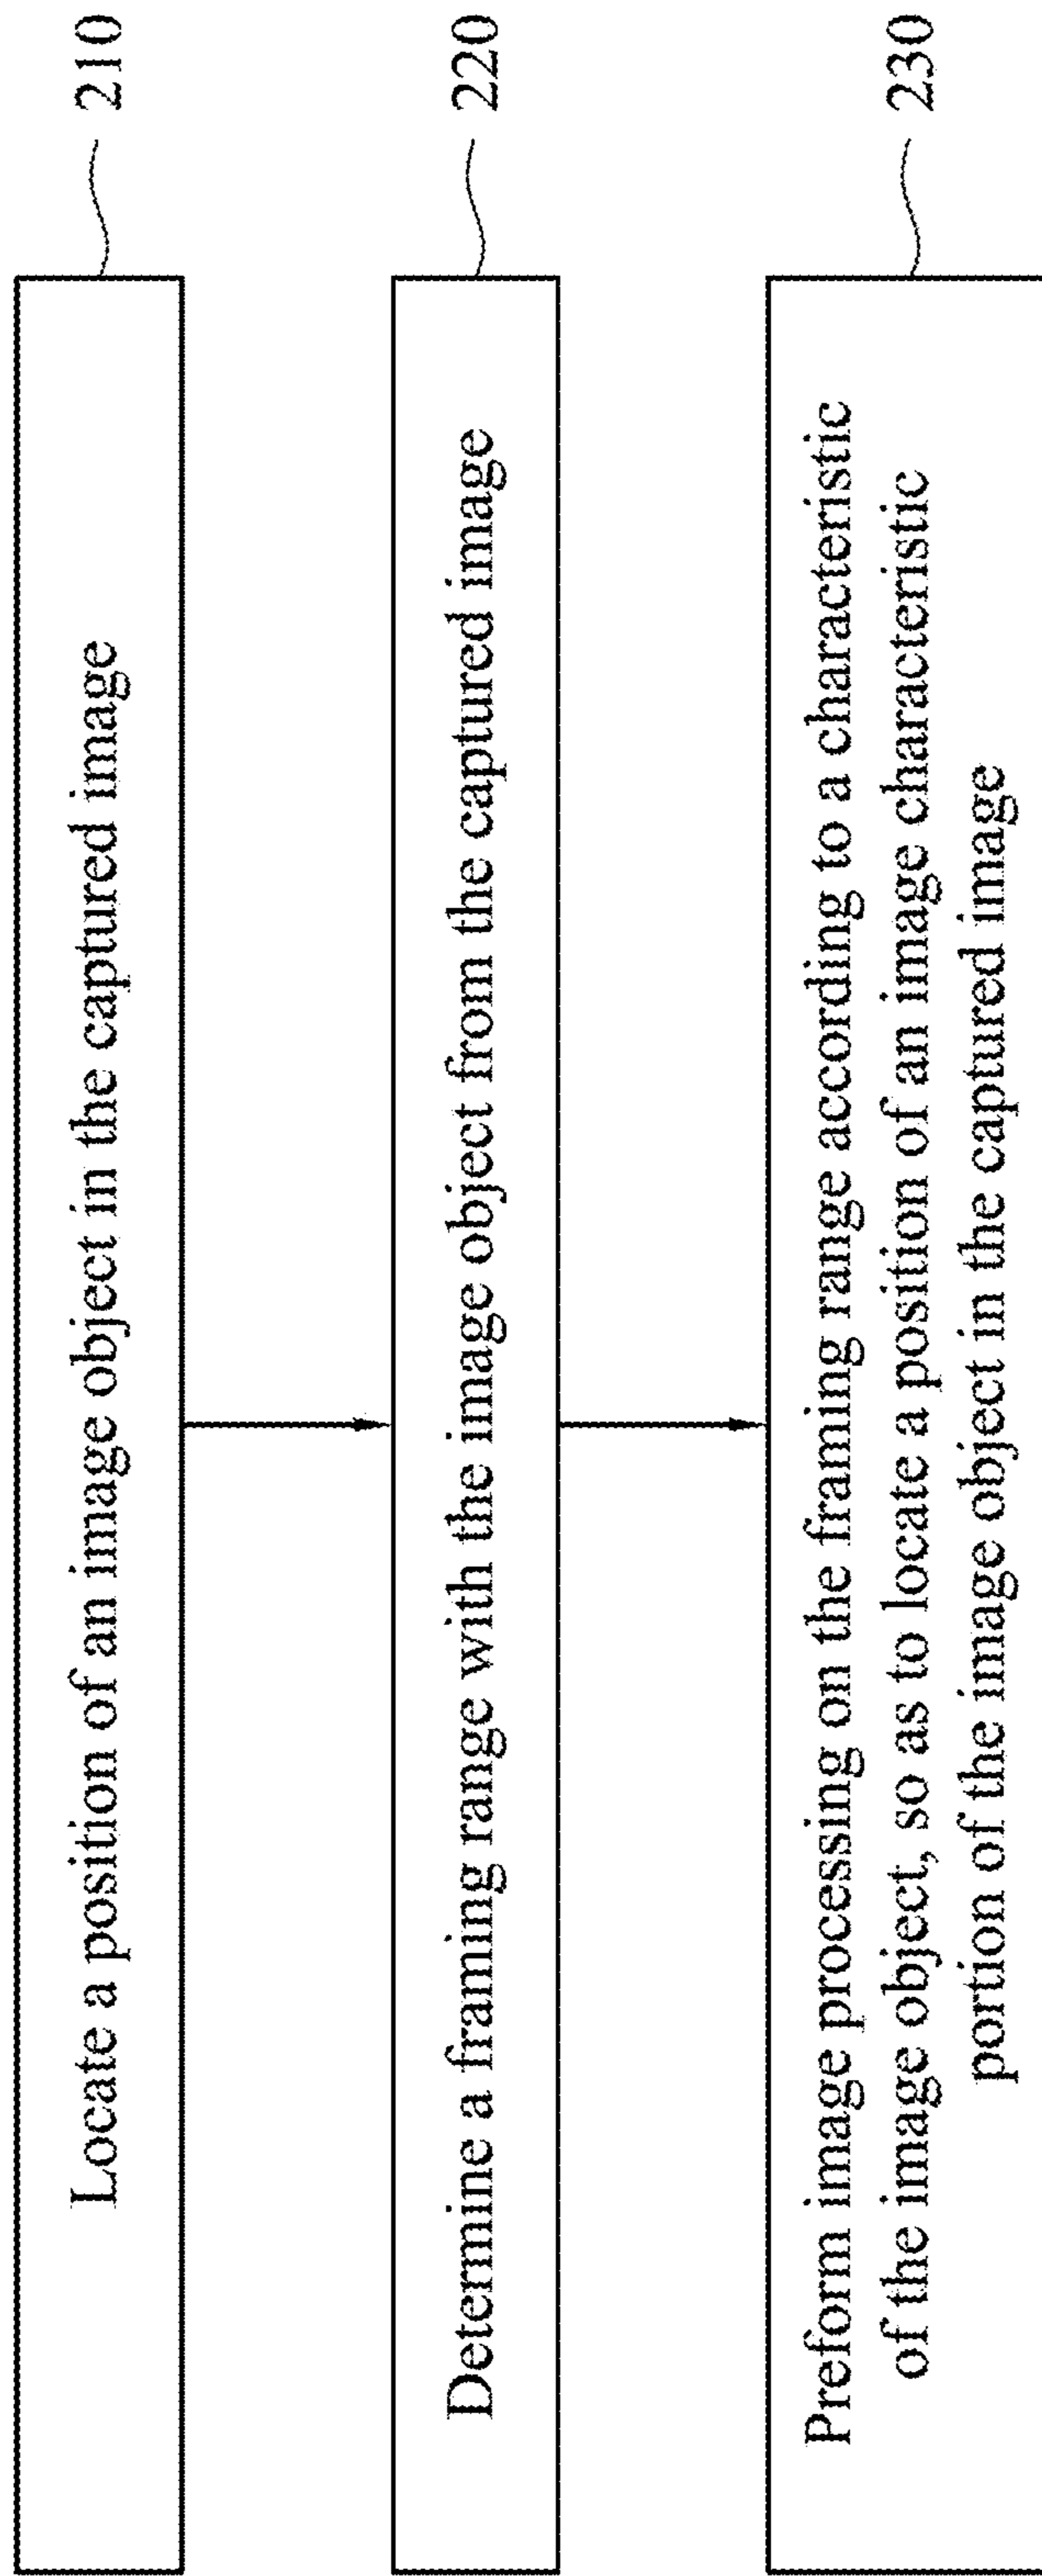 Locate a position of an image object in the captured image
210
Determine a framing range with the image object from the captured image
220
Preform image processing on the framing range according to a characteristic
of the image object, so as to locate a position of an image characteristic
portion of the image object in the captured image
230